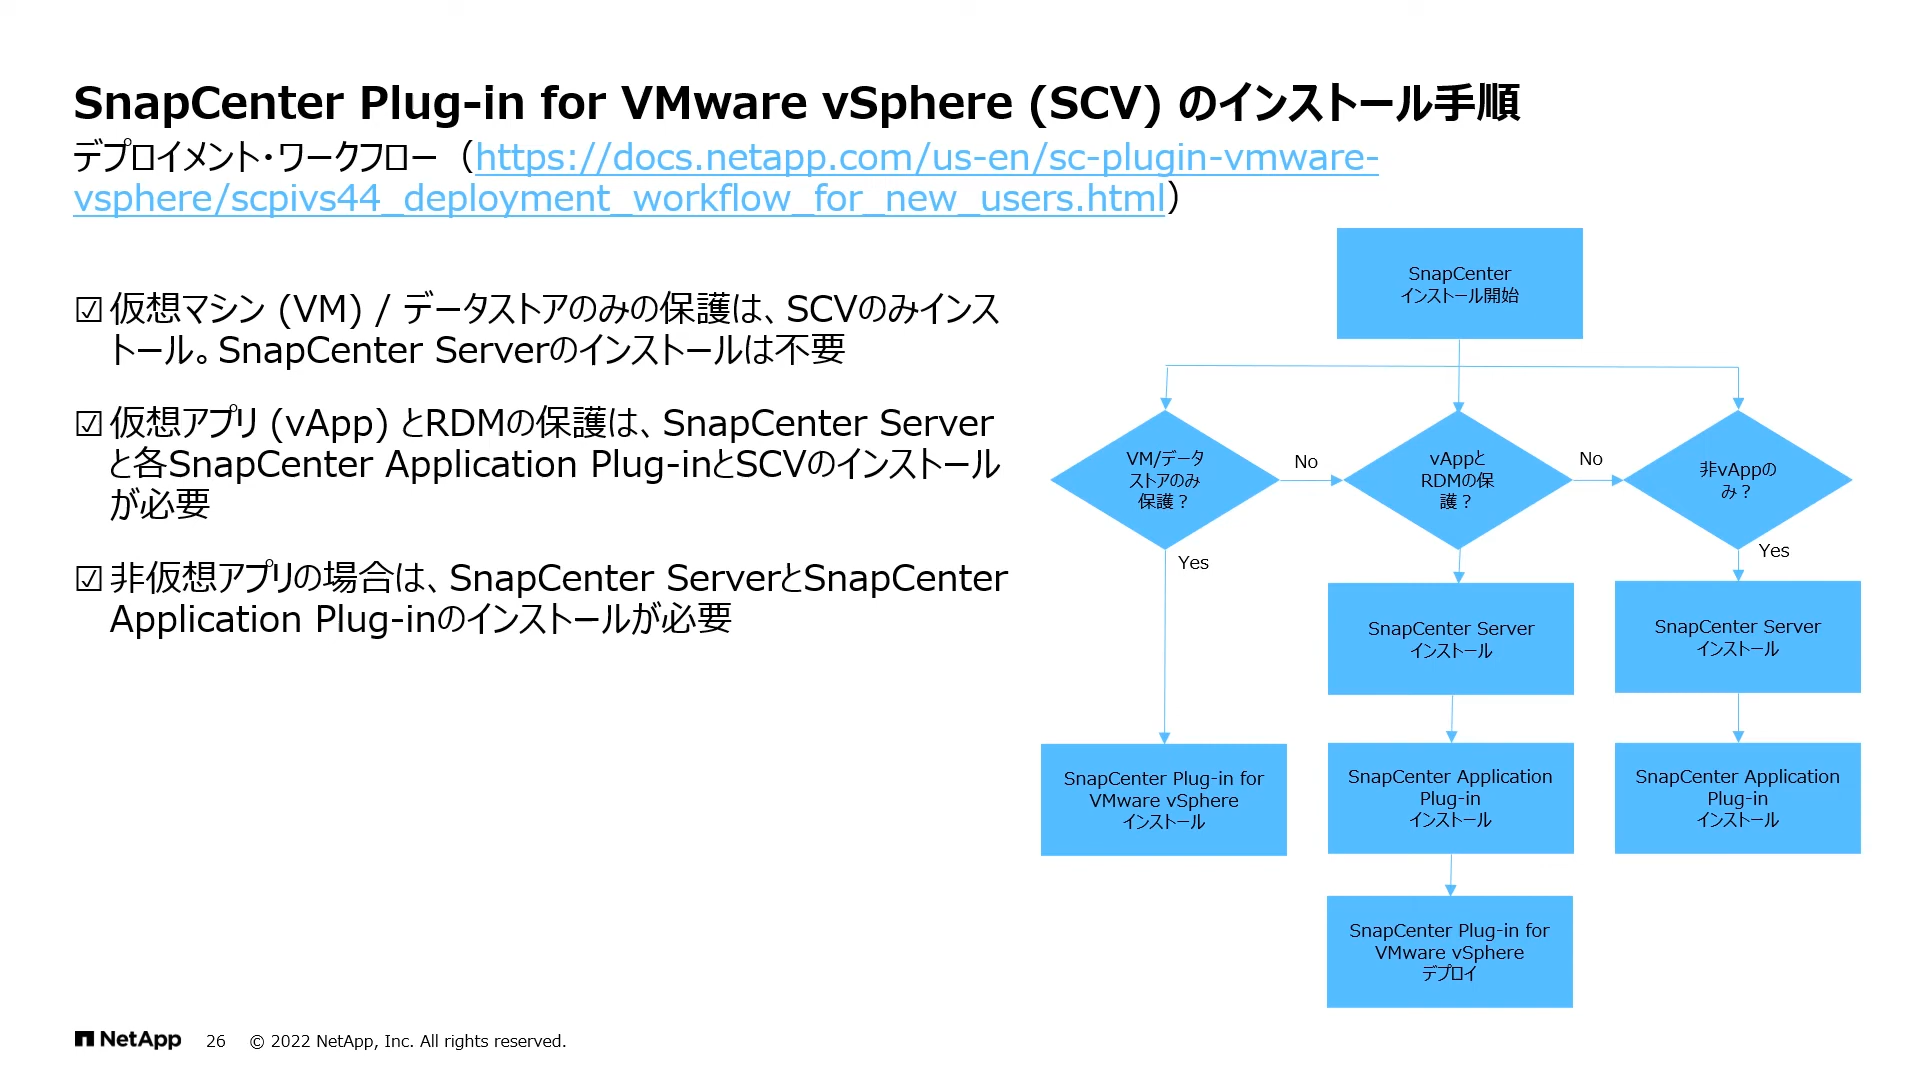 SnapCenter Plug-in for VMware vSphere (SCV) のインストール手順
デプロイメント・ワークフロー（https://docs.netapp.com/us-en/sc-plugin-vmware-
vsphere/scpivs44_deployment_workflow_for_new_users.html）
☑ 仮想マシン (VM) / データストアのみの保護は、SCVのみインス
トール。SnapCenter Serverのインストールは不要
☑ 仮想アプリ (vApp) とRDMの保護は、SnapCenter Server
と各SnapCenter Application Plug-inとSCVのインストール
が必要
☑ 非仮想アプリの場合は、SnapCenter ServerとSnapCenter
Application Plug-inのインストールが必要
SnapCenter
インストール開始
VM/データ
ストアのみ
保護？
No
vAppと
RDMの保
護？
No
非vAppの
み？
Yes
Yes
SnapCenter Server
インストール
SnapCenter Server
インストール
SnapCenter Plug-in for
VMware vSphere
インストール
SnapCenter Application
Plug-in
インストール
SnapCenter Application
Plug-in
インストール
SnapCenter Plug-in for
VMware vSphere
デプロイ
NetApp
26
© 2022 NetApp, Inc. All rights reserved.